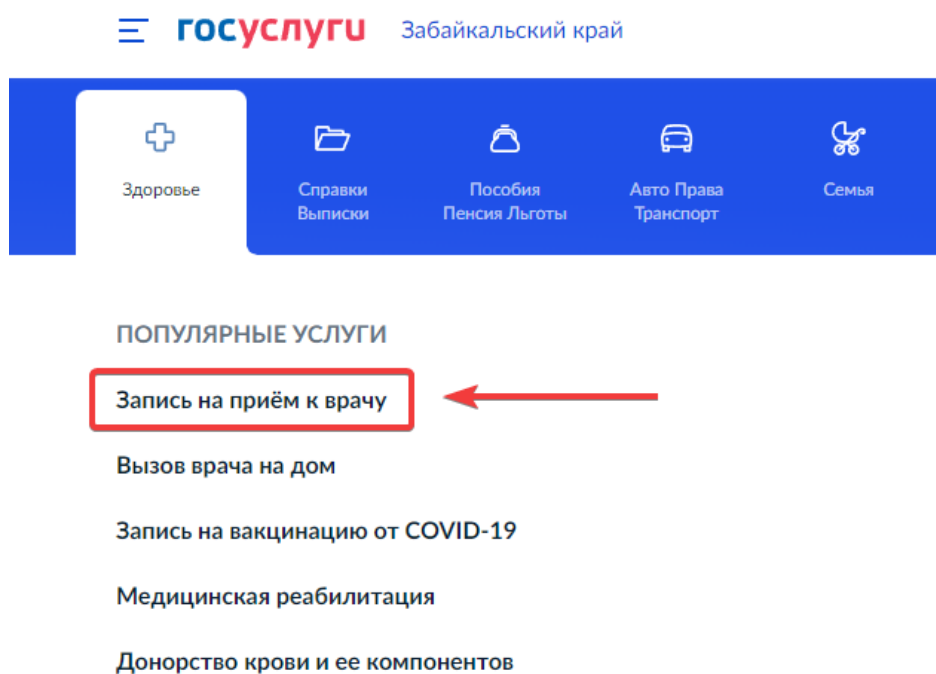 госуслуги Забайкальский край
Здоровье
Справки
Выписки
Пособия
Пенсия Льготы
Авто Права
Транспорт
Семья
ПОПУЛЯРНЫЕ УСЛУГИ
Запись на приём к врачу
Вызов врача на дом
Запись на вакцинацию от COVID-19
Медицинская реабилитация
Донорство крови и ее компонентов